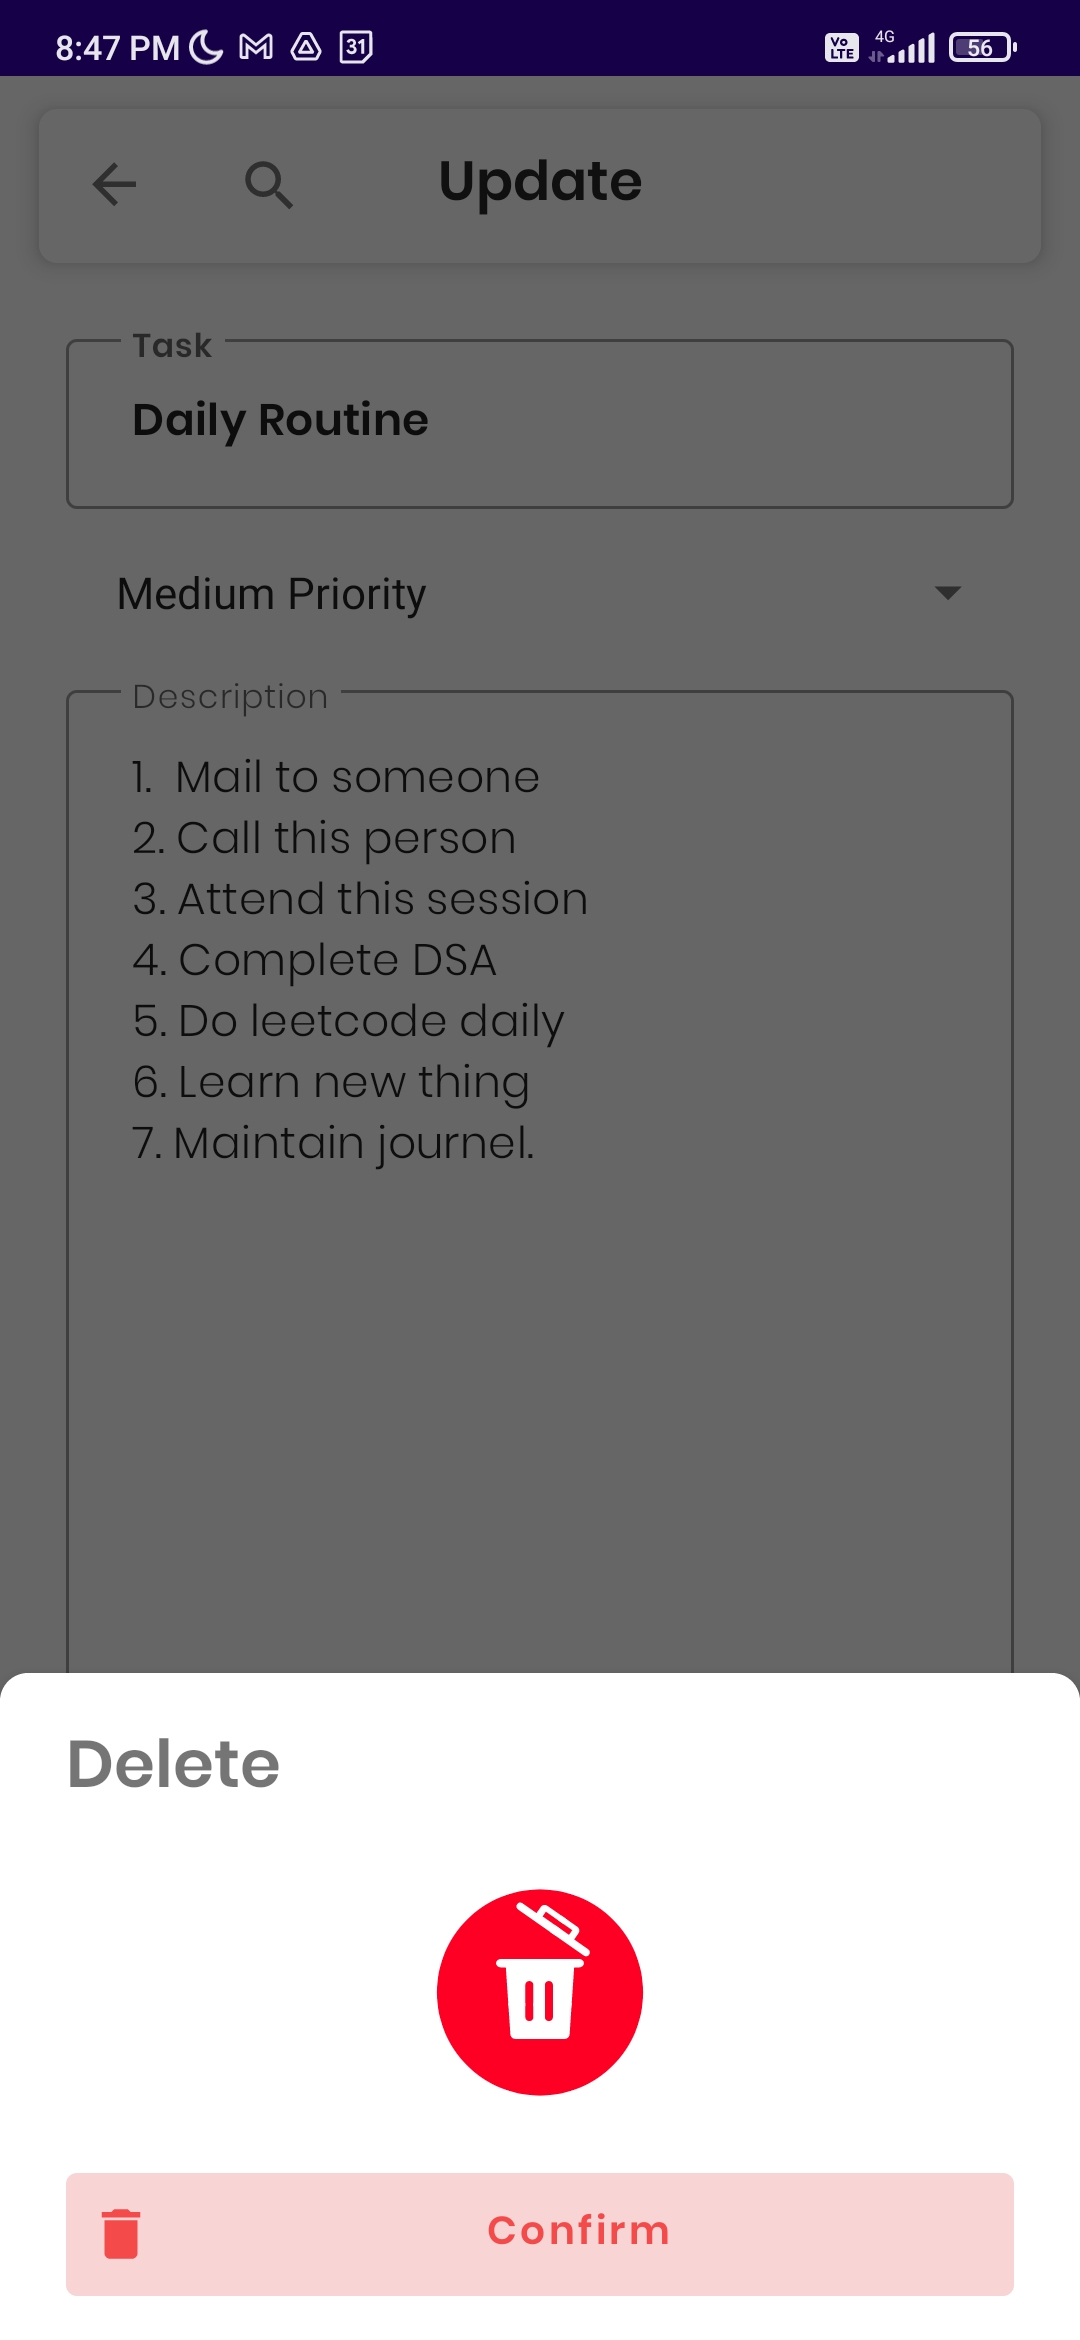 8:47 PM 31 Vo LTE 4G 56
Update
Task
Daily Routine
Medium Priority
Description
1.  Mail to someone
2. Call this person
3. Attend this session
4. Complete DSA
5. Do leetcode daily
6. Learn new thing
7. Maintain journel.
Delete
Confirm